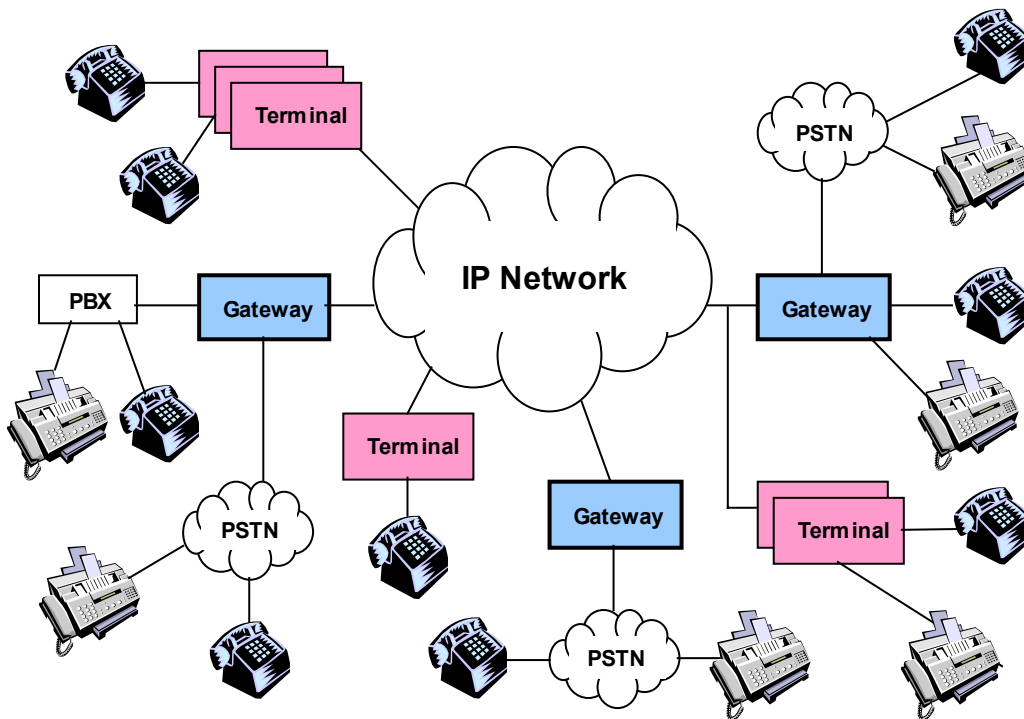 Terminal
PSTN
IP Network
PBX
Gateway
Gateway
Terminal
PSTN
Gateway
Terminal
PSTN